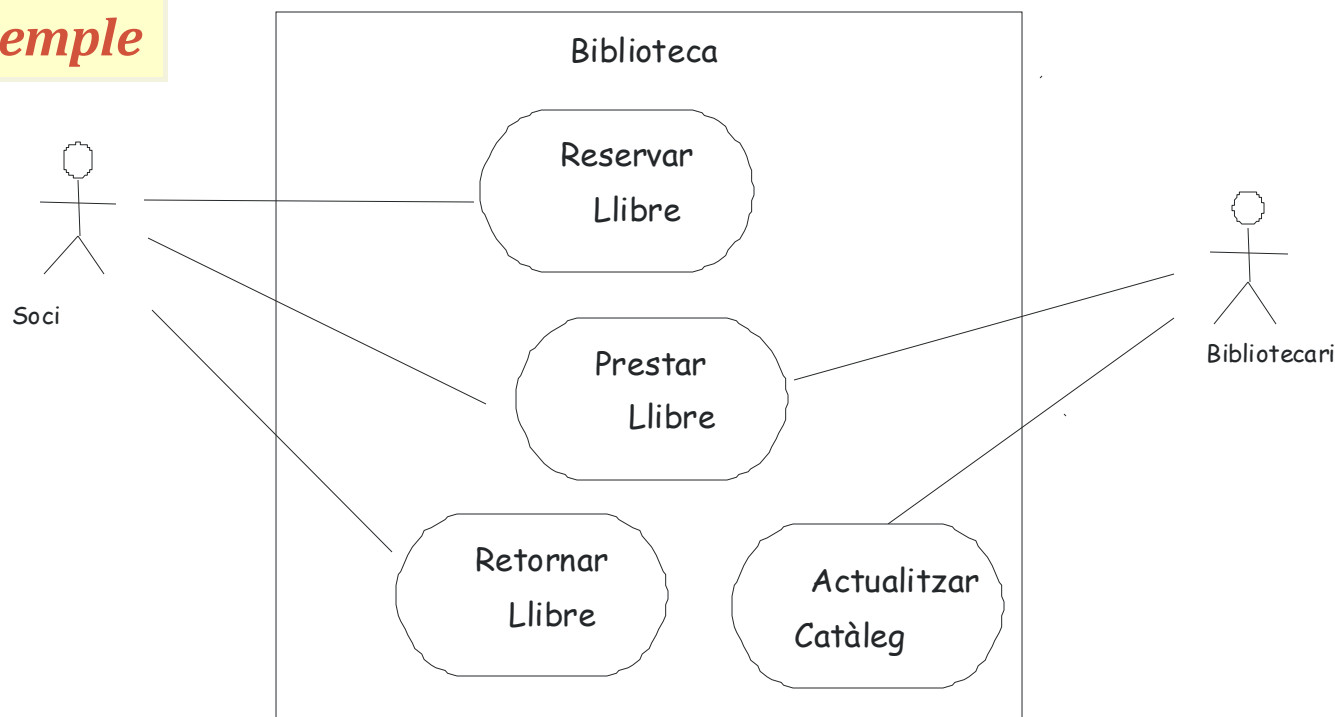 emple
Biblioteca
Reservar
Llibre
Soci
Prestar
Llibre
Bibliotecari
Retornar
Llibre
Actualitzar
Catàleg